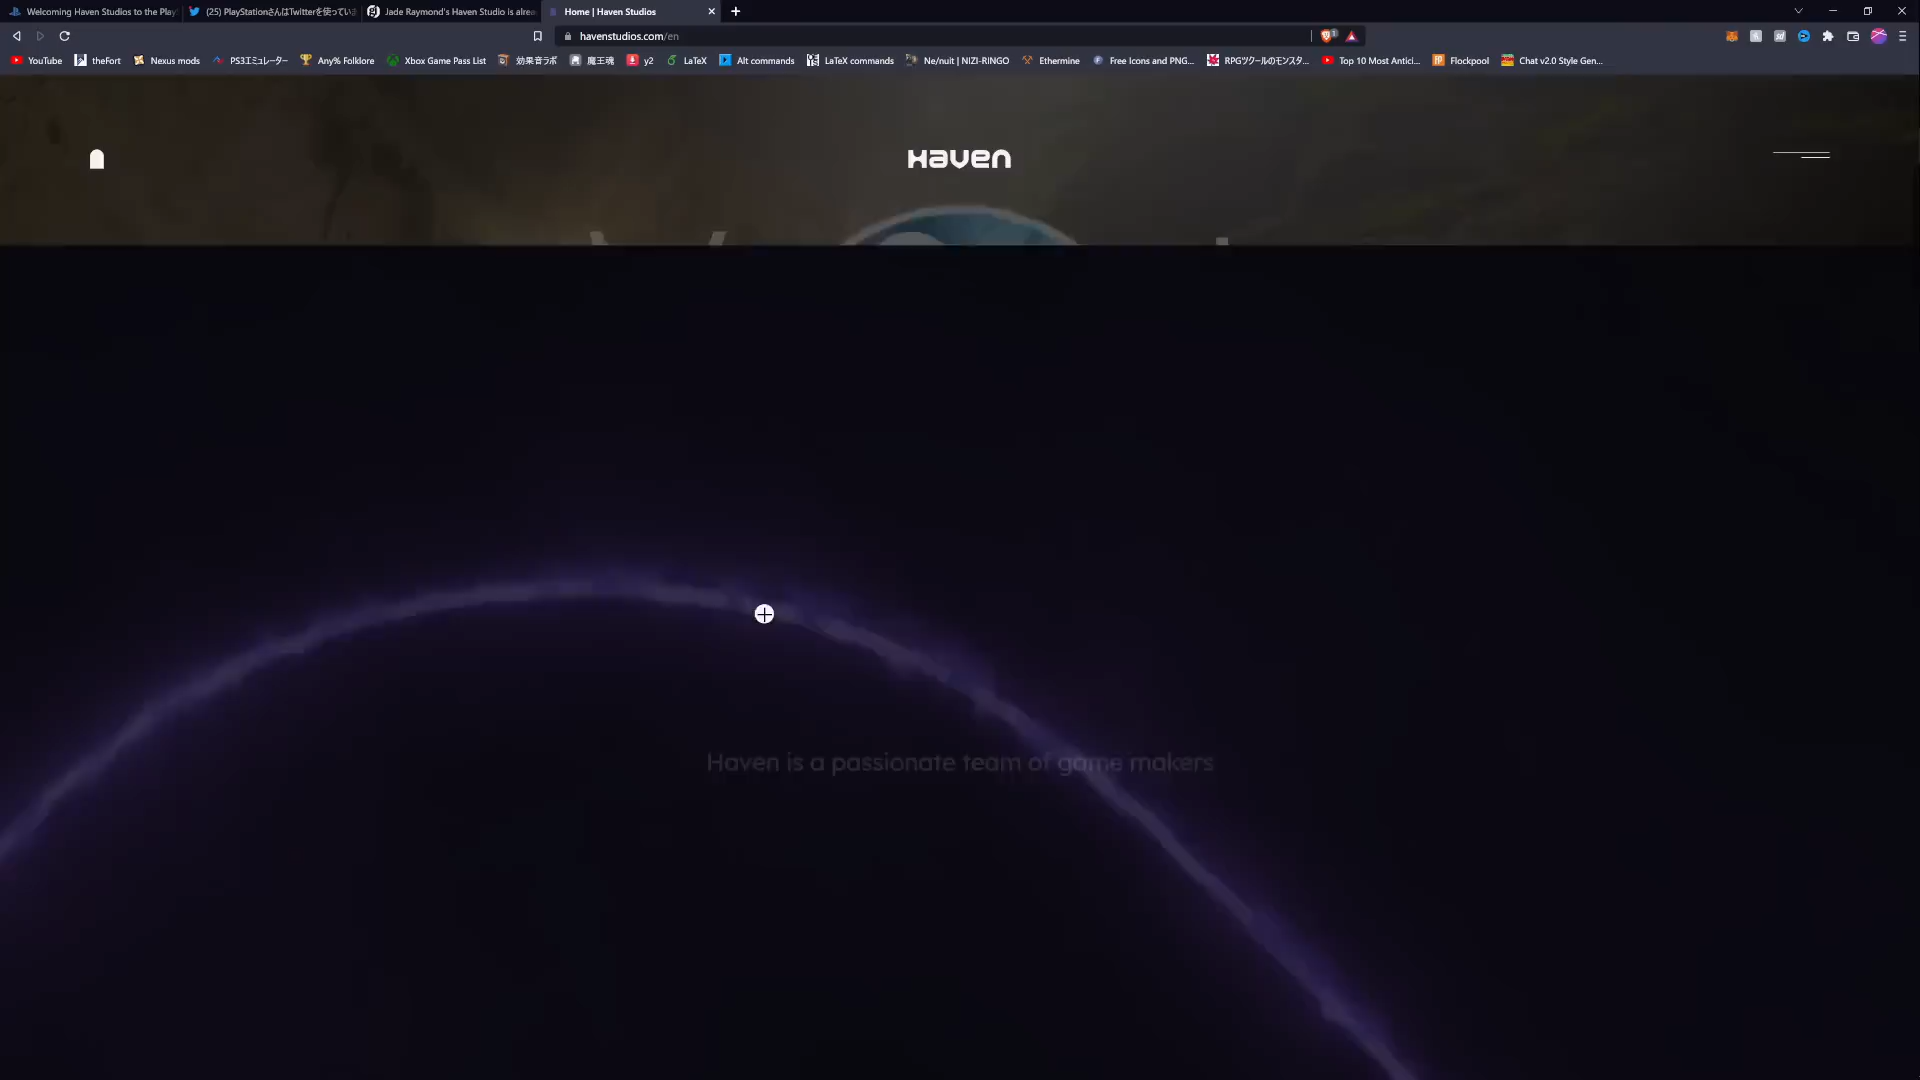 Welcoming Haven Studios to the Play
(25) PlayStationさんはTwitterを使ってい
Jade Raymond's Haven Studio is alrea
Home | Haven Studios
havenstudios.com/en
YouTube
theFort
Nexus mods
PS3エミュレーター
Any% Folklore
Xbox Game Pass List
効果音ラボ
魔王魂
y2
LaTeX
Alt commands
LaTeX commands
Ne/nuit | NIZI-RINGO
Ethermine
Free Icons and PNG...
RPGツクールのモンスタ...
Top 10 Most Antici...
Flockpool
Chat v2.0 Style Gen...
Haven
Haven is a passionate team of game makers